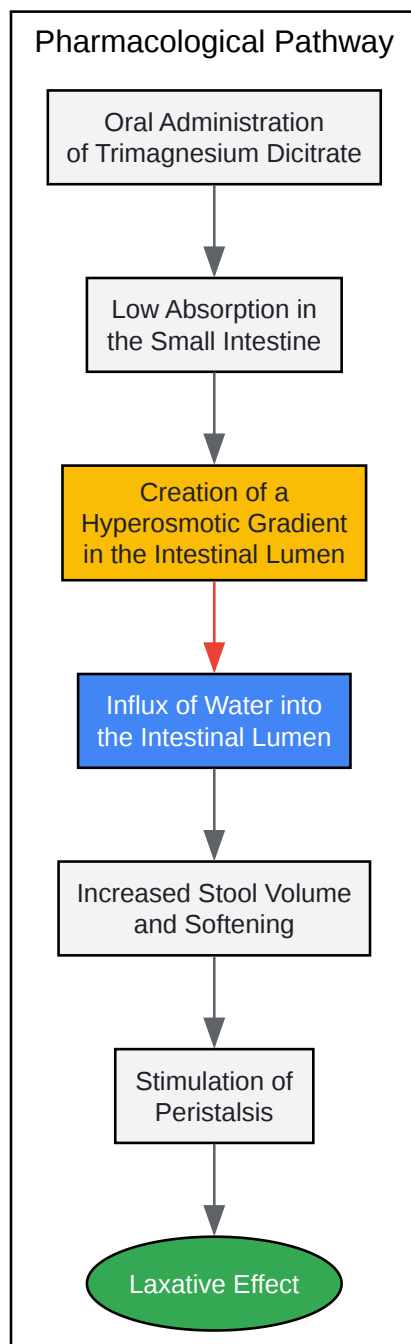 Pharmacological Pathway
Oral Administration
of Trimagnesium Dicitrate
Low Absorption in
the Small Intestine
Creation of a
Hyperosmotic Gradient
in the Intestinal Lumen
Influx of Water into
the Intestinal Lumen
Increased Stool Volume
and Softening
Stimulation of
Peristalsis
Laxative Effect